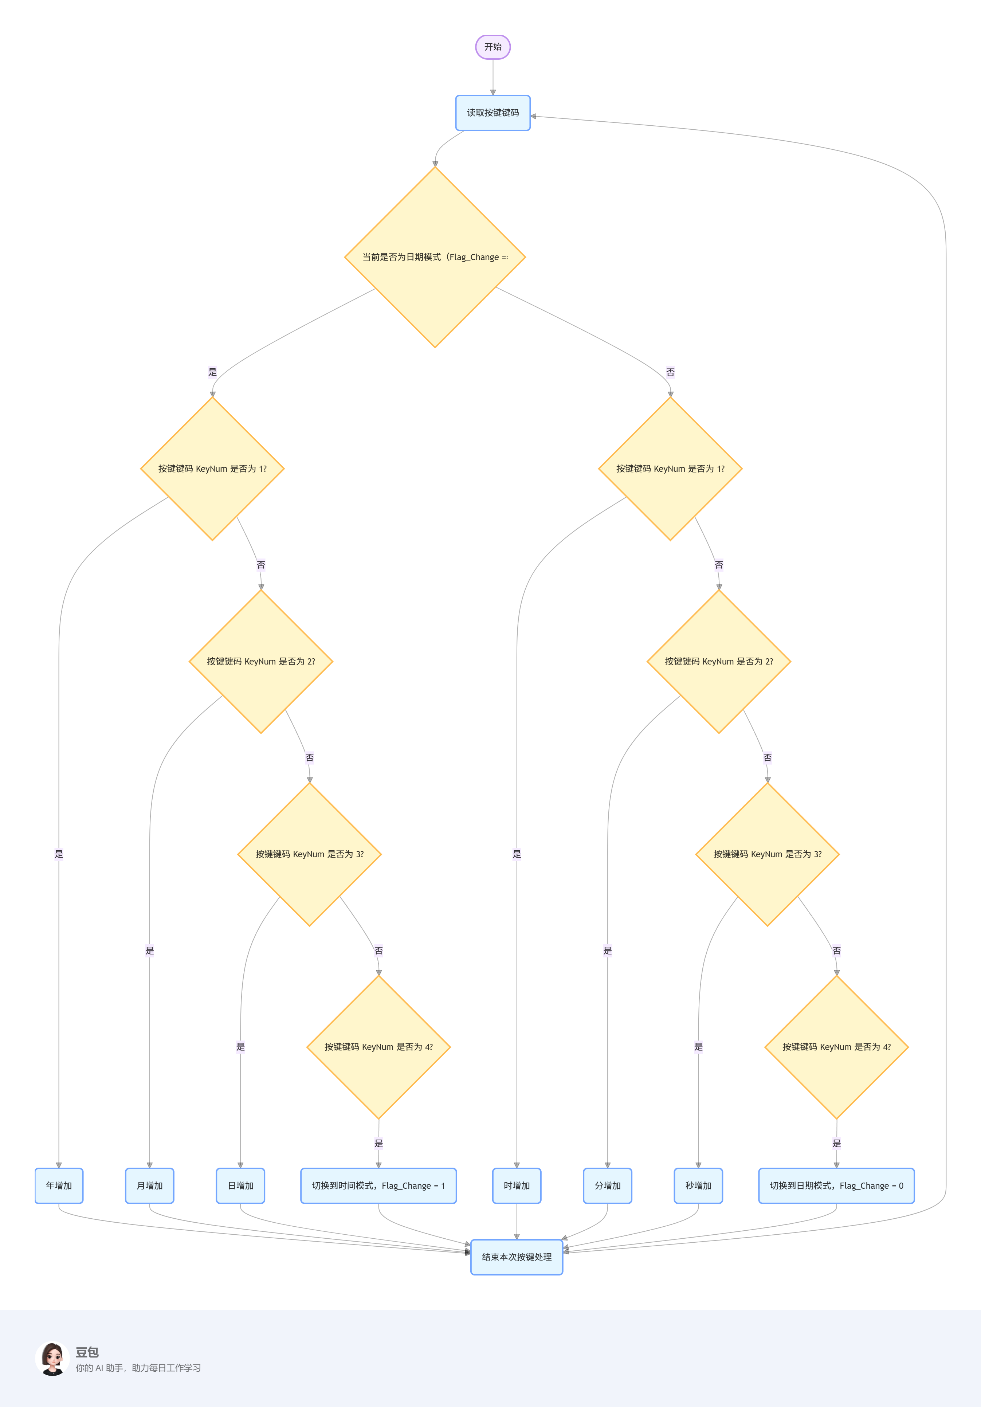 开始
读取按键键码
当前是否为日期模式（Flag_Change =
是
否
按键键码 KeyNum 是否为 1?
按键键码 KeyNum 是否为 1?
否
否
按键键码 KeyNum 是否为 2?
按键键码 KeyNum 是否为 2?
否
否
是
按键键码 KeyNum 是否为 3?
是
按键键码 KeyNum 是否为 3?
是
否
是
否
是
按键键码 KeyNum 是否为 4?
是
按键键码 KeyNum 是否为 4?
是
是
年增加
月增加
日增加
切换到时间模式，Flag_Change = 1
时增加
分增加
秒增加
切换到日期模式，Flag_Change = 0
结束本次按键处理
豆包
你的 AI 助手，助力每日工作学习